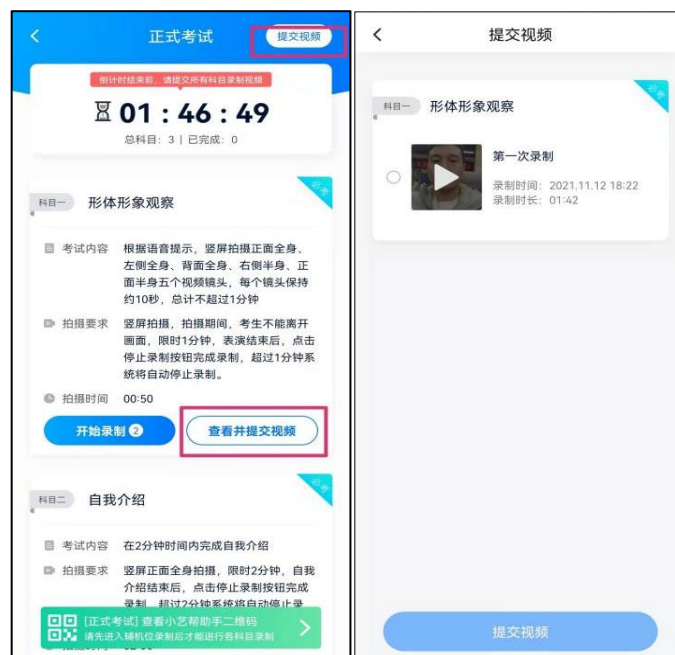 正式考试
提交视频
倒计时结束前，请提交所有科目录制视频
01：46：49
总科目：3 | 已完成：0
必考
科目一 形体形象观察
考试内容 根据语音提示，竖屏拍摄正面全身、
左侧全身、背面全身、右侧半身、正
面半身五个视频镜头，每个镜头保持
约10秒，总计不超过1分钟
拍摄要求 竖屏拍摄，拍摄期间，考生不能离开
画面，限时1分钟，表演结束后，点击
停止录制按钮完成录制，超过1分钟系
统将自动停止录制。
拍摄时间 00:50
开始录制 2
查看并提交视频
必考
科目二 自我介绍
考试内容 在2分钟时间内完成自我介绍
拍摄要求 竖屏正面全身拍摄，限时2分钟，自我
介绍结束后，点击停止录制按钮完成
录制，超过2分钟系统将自动停止录
[正式考试] 查看小艺帮助手二维码
请先进入辅机位录制后才能进行各科目录制
提交视频
必考
科目一 形体形象观察
第一次录制
录制时间：2021.11.12 18:22
录制时长：01:42
提交视频